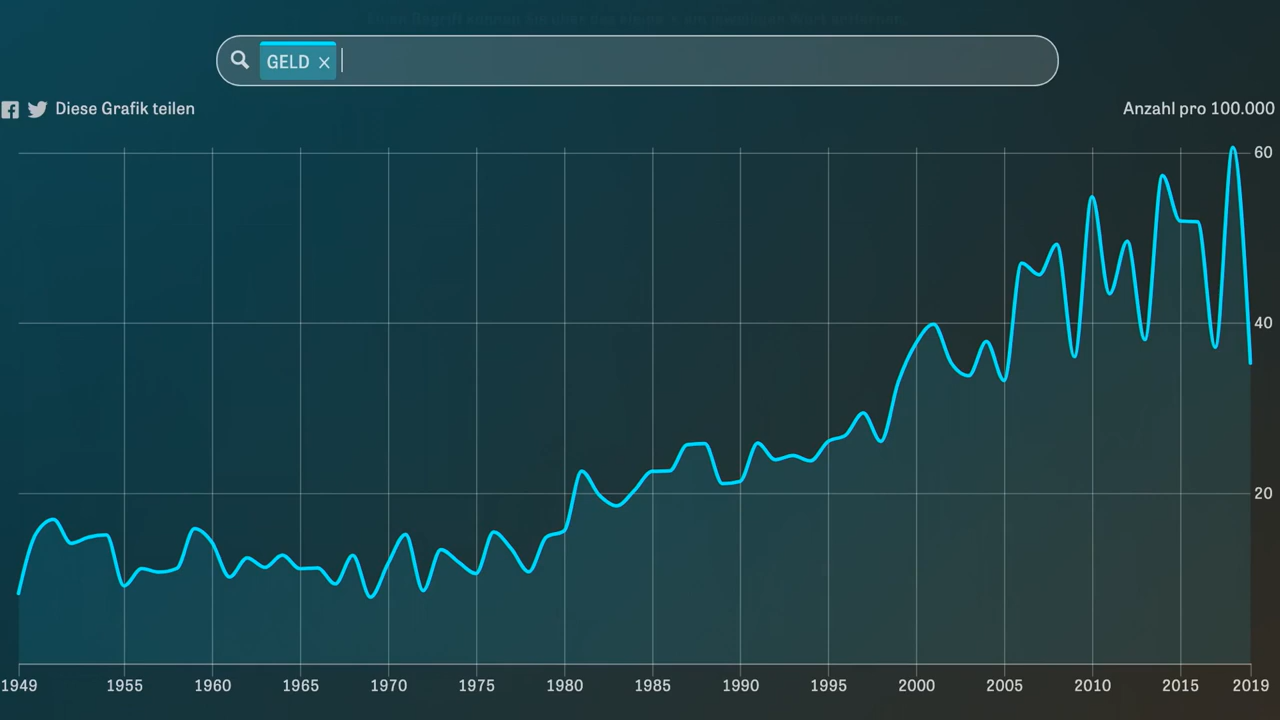 GELD ×
Diese Grafik teilen
Anzahl pro 100.000
60
40
20
1949 1955 1960 1965 1970 1975 1980 1985 1990 1995 2000 2005 2010 2015 2019